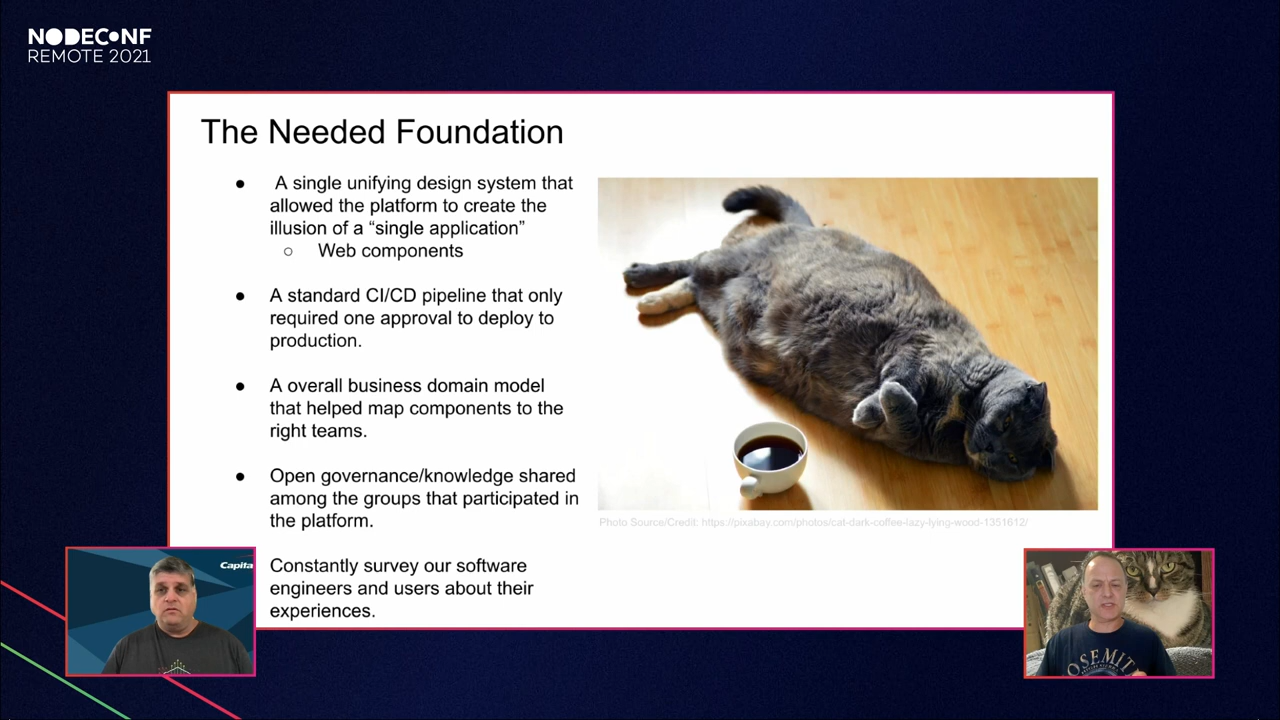 NODECONF
REMOTE 2021
The Needed Foundation
● A single unifying design system that
allowed the platform to create the
illusion of a “single application”
○ Web components
● A standard CI/CD pipeline that only
required one approval to deploy to
production.
● A overall business domain model
that helped map components to the
right teams.
● Open governance/knowledge shared
among the groups that participated in
the platform.
Constantly survey our software
engineers and users about their
experiences.
Photo Source/Credit: https://pixabay.com/photos/cat-dark-coffee-lazy-lying-wood-1351612/
Capita
OSEMIT